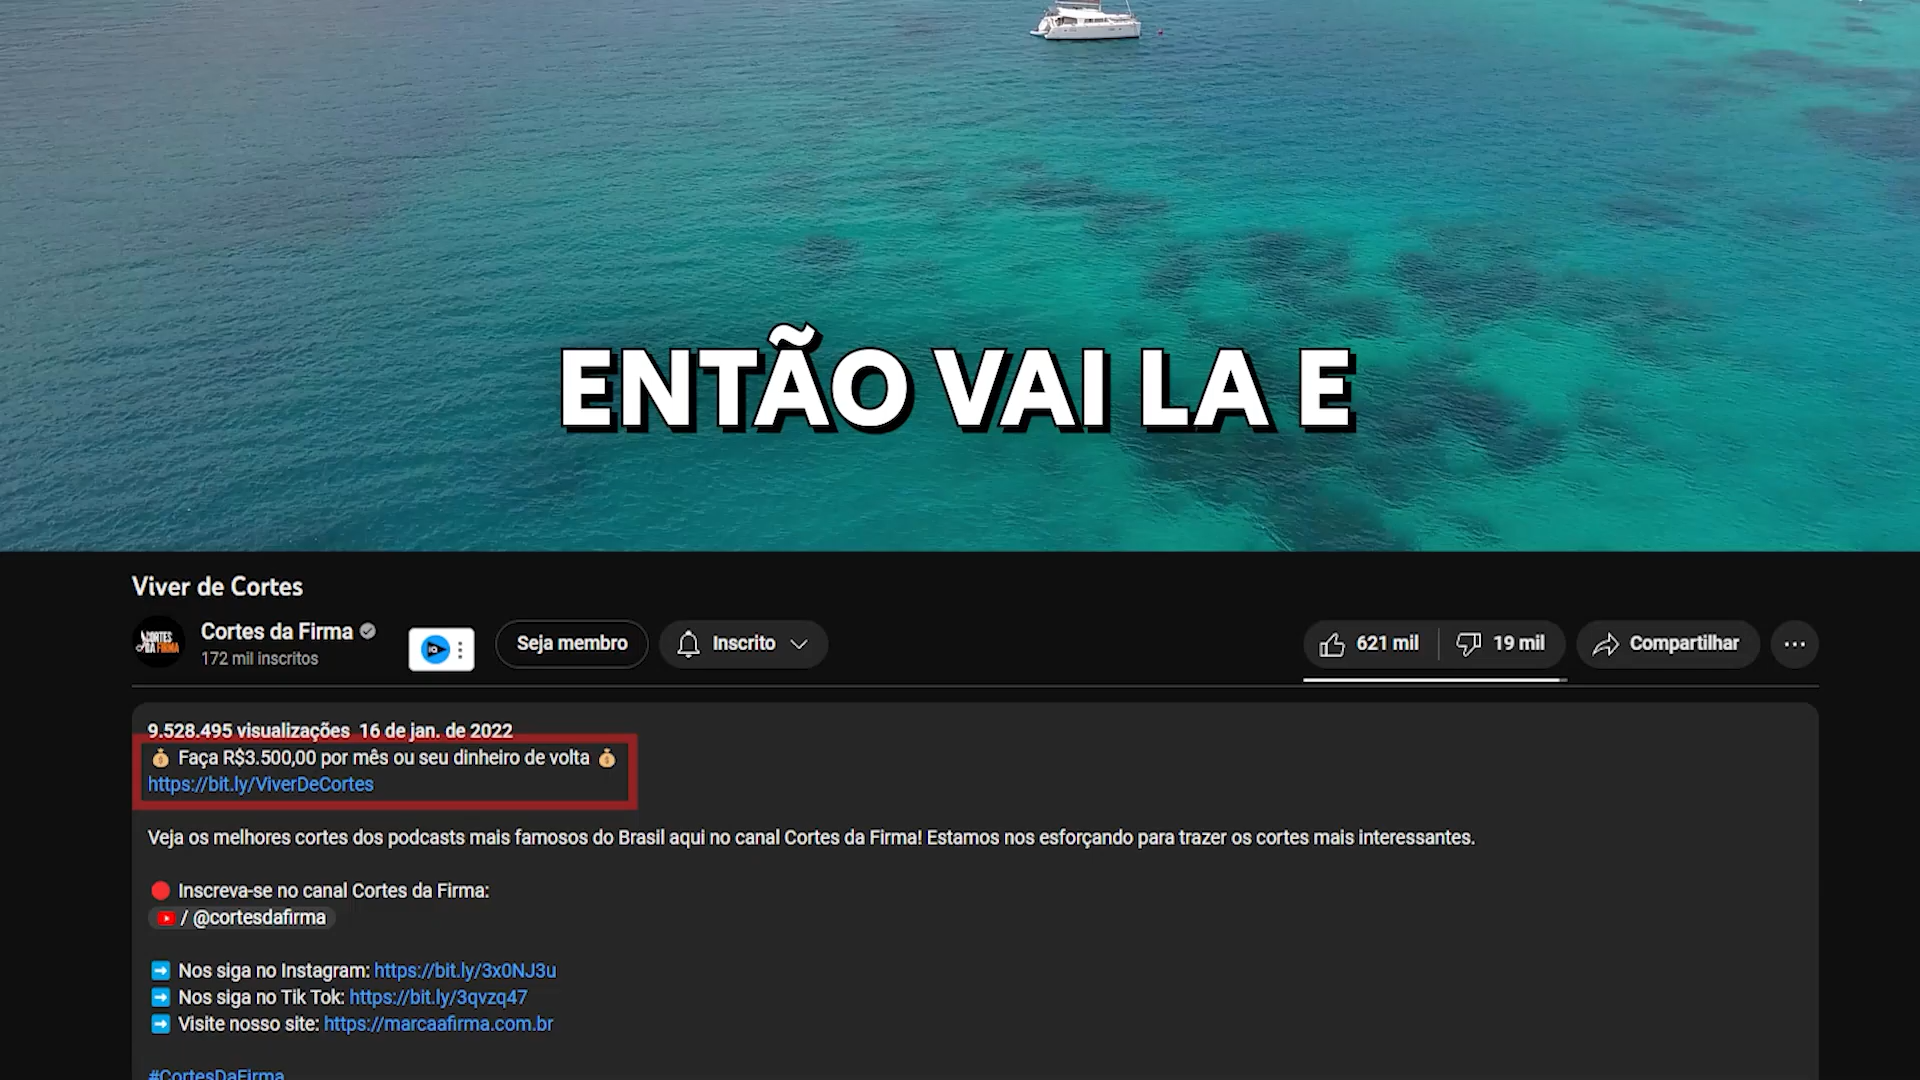 ENTÃO VAI LA E
Viver de Cortes
CORTES
DA FIRMA
Cortes da Firma
172 mil inscritos
Seja membro
Inscrito
621 mil
19 mil
Compartilhar
9.528.495 visualizações 16 de jan. de 2022
💰 Faça R$3.500,00 por mês ou seu dinheiro de volta 💰
https://bit.ly/ViverDeCortes
Veja os melhores cortes dos podcasts mais famosos do Brasil aqui no canal Cortes da Firma! Estamos nos esforçando para trazer os cortes mais interessantes.
🔴 Inscreva-se no canal Cortes da Firma:
/ @cortesdafirma
➡️ Nos siga no Instagram: https://bit.ly/3x0NJ3u
➡️ Nos siga no Tik Tok: https://bit.ly/3qvzq47
➡️ Visite nosso site: https://marcaafirma.com.br
#CortesDaFirma